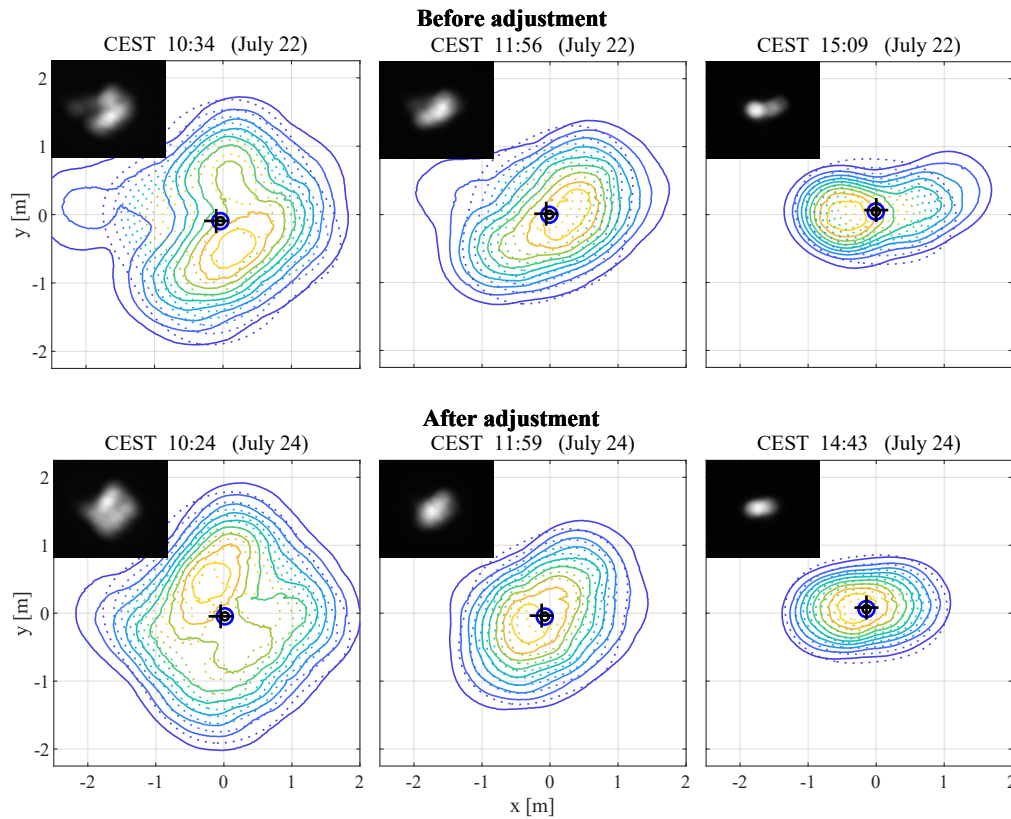 Before adjustment
CEST 10:34 (July 22)
CEST 11:56 (July 22)
CEST 15:09 (July 22)
2
1
0
-1
-2
y [m]
After adjustment
CEST 10:24 (July 24)
CEST 11:59 (July 24)
CEST 14:43 (July 24)
2
1
0
-1
-2
y [m]
-2 -1 0 1 2
-1 0 1 2
-1 0 1 2
x [m]